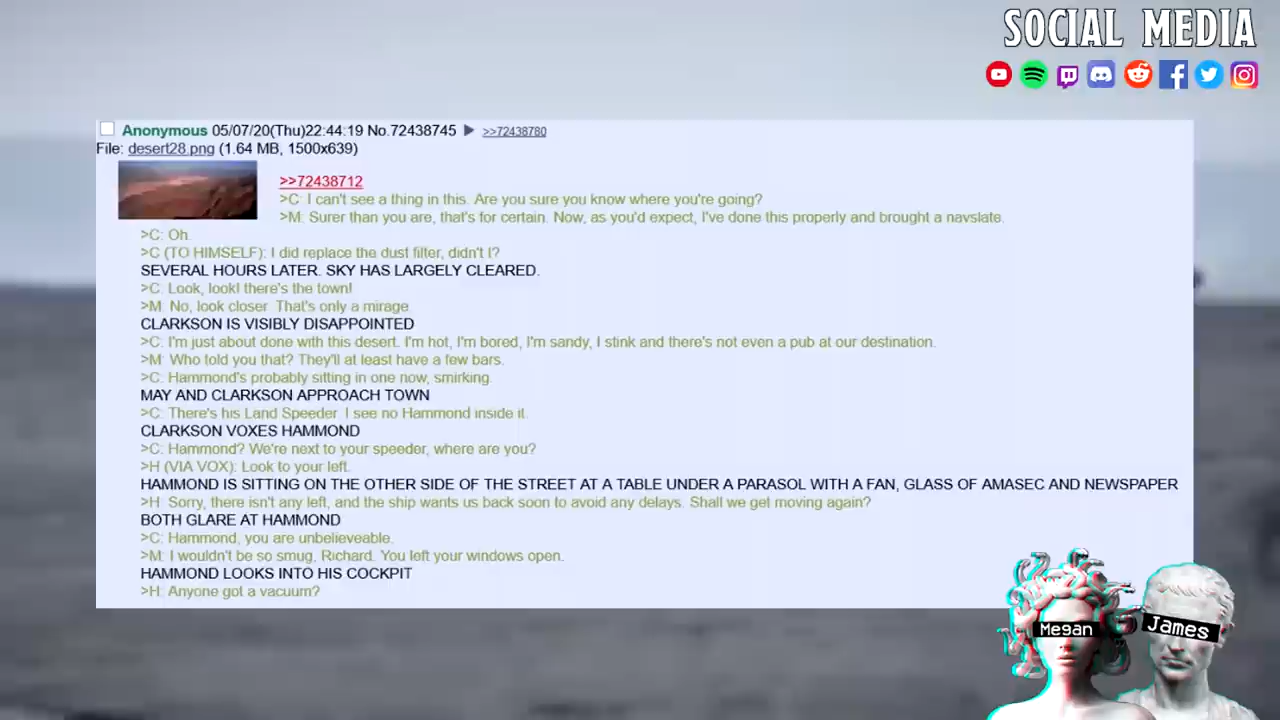 SOCIAL MEDIA
Anonymous 05/07/20(Thu)22:44:19 No.72438745 ▶ >>72438780
File: desert28.png (1.64 MB, 1500x639)
>>72438712
>C: I can't see a thing in this. Are you sure you know where you're going?
>M: Surer than you are, that's for certain. Now, as you'd expect, I've done this properly and brought a navslate.
>C: Oh.
>C (TO HIMSELF): I did replace the dust filter, didn't I?
SEVERAL HOURS LATER. SKY HAS LARGELY CLEARED.
>C: Look, look! there's the town!
>M: No, look closer. That's only a mirage.
CLARKSON IS VISIBLY DISAPPOINTED
>C: I'm just about done with this desert. I'm hot, I'm bored, I'm sandy, I stink and there's not even a pub at our destination.
>M: Who told you that? They'll at least have a few bars.
>C: Hammond's probably sitting in one now, smirking.
MAY AND CLARKSON APPROACH TOWN
>C: There's his Land Speeder. I see no Hammond inside it.
CLARKSON VOXES HAMMOND
>C: Hammond? We're next to your speeder, where are you?
>H (VIA VOX): Look to your left.
HAMMOND IS SITTING ON THE OTHER SIDE OF THE STREET AT A TABLE UNDER A PARASOL WITH A FAN, GLASS OF AMASEC AND NEWSPAPER
>H: Sorry, there isn't any left, and the ship wants us back soon to avoid any delays. Shall we get moving again?
BOTH GLARE AT HAMMOND
>C: Hammond, you are unbelieveable.
>M: I wouldn't be so smug, Richard. You left your windows open.
HAMMOND LOOKS INTO HIS COCKPIT
>H: Anyone got a vacuum?
Megan
James